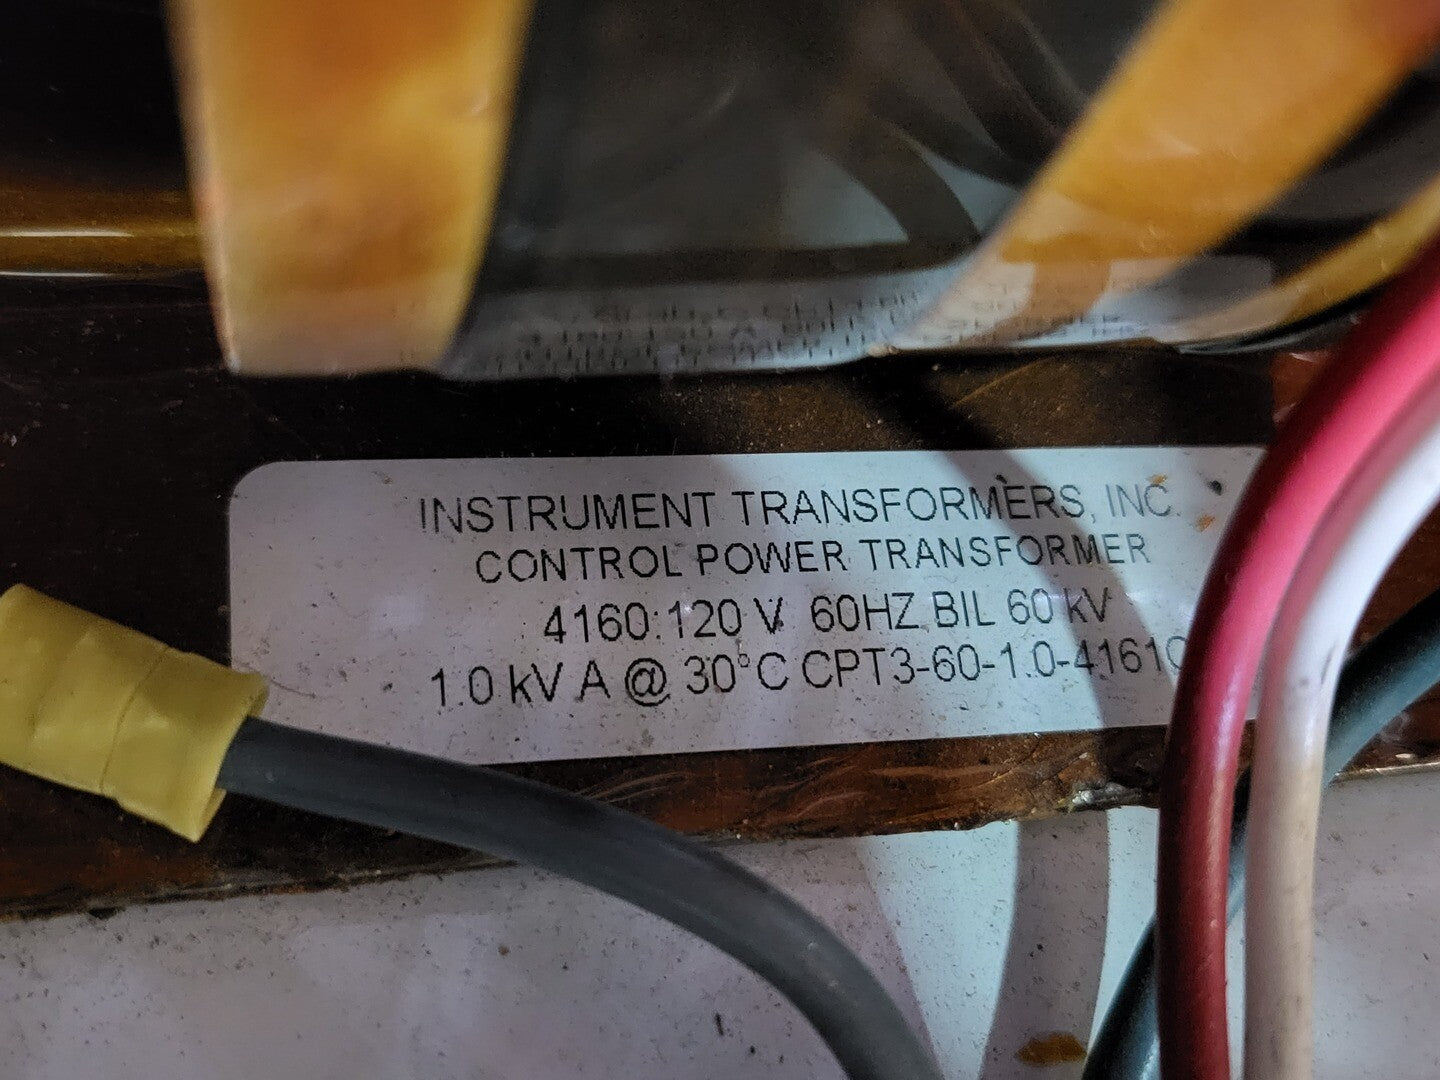 INSTRUMENT TRANSFORMERS, INC.
CONTROL POWER TRANSFORMER
4160:120 V 60HZ BIL 60 kV
1.0 kV A @ 30°C CPT3-60-1.0-4161